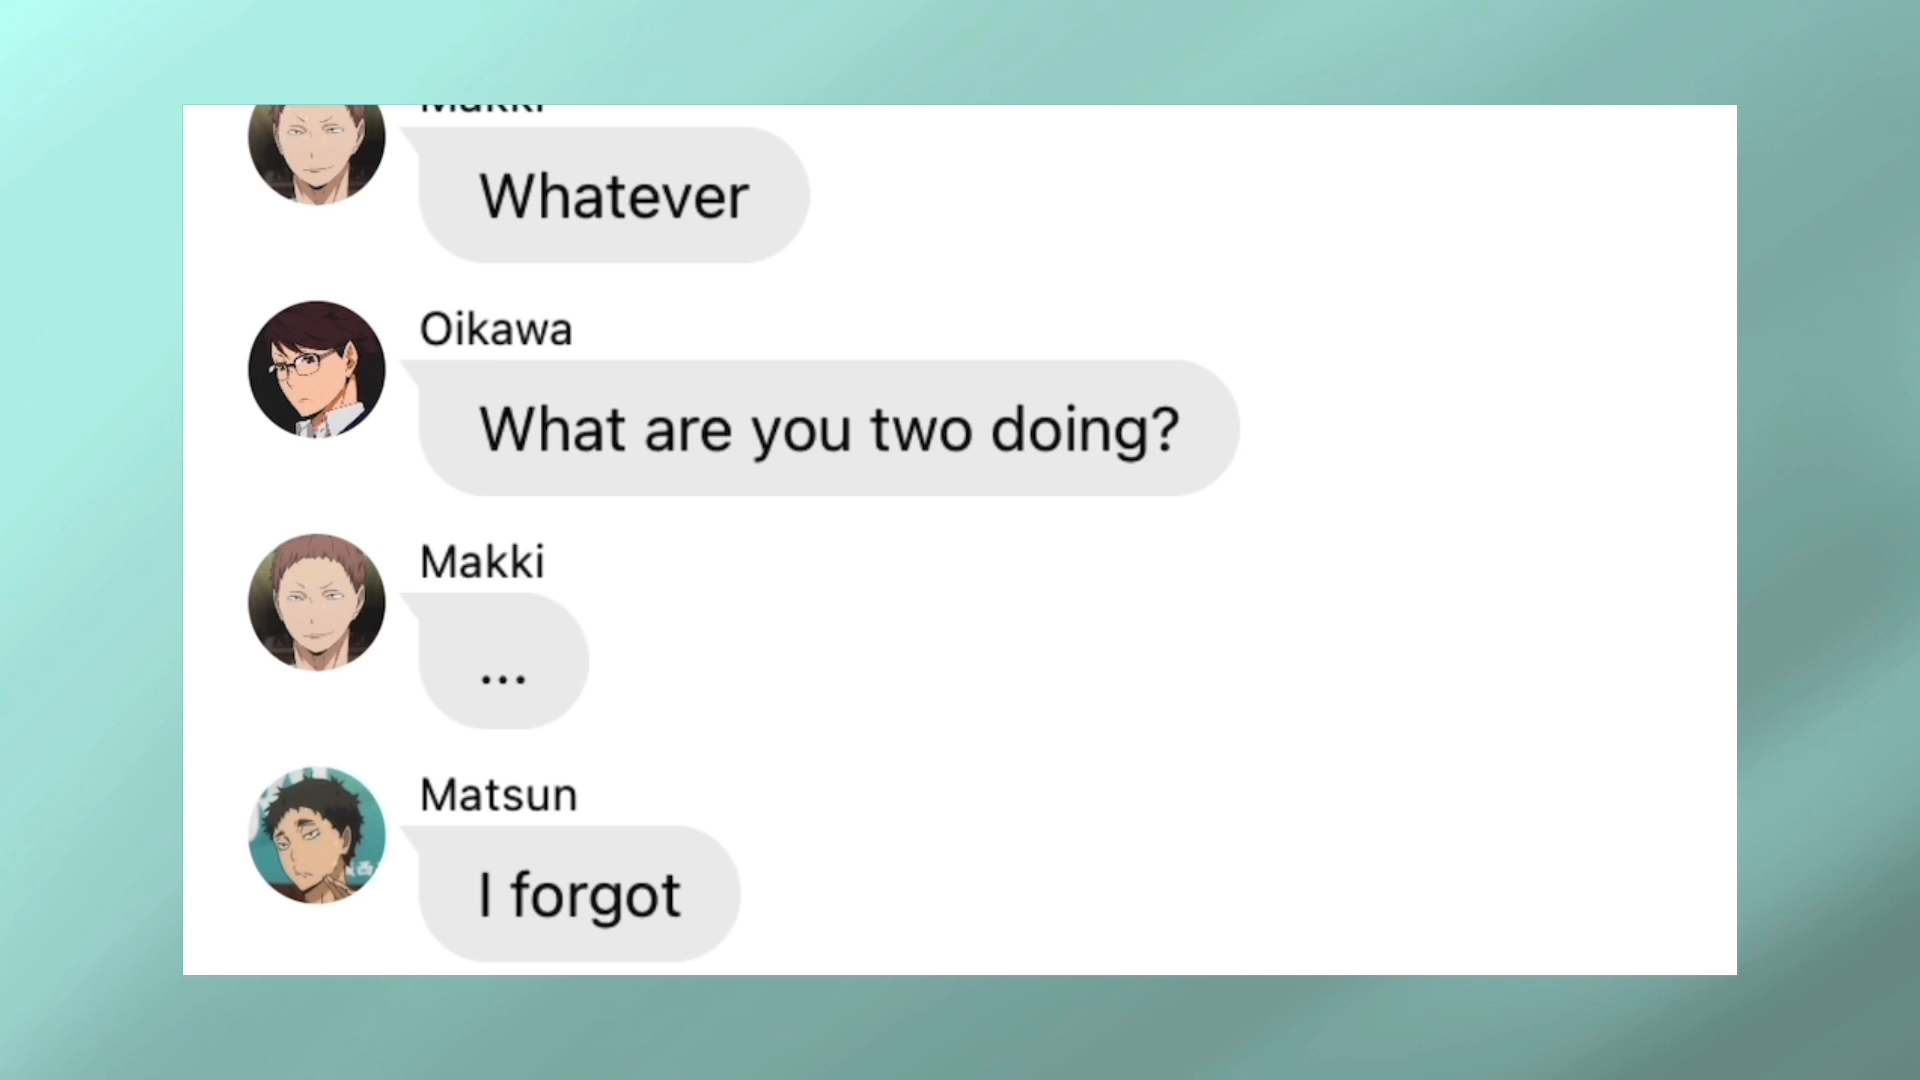 Makki
Whatever
Oikawa
What are you two doing?
Makki
...
Matsun
I forgot